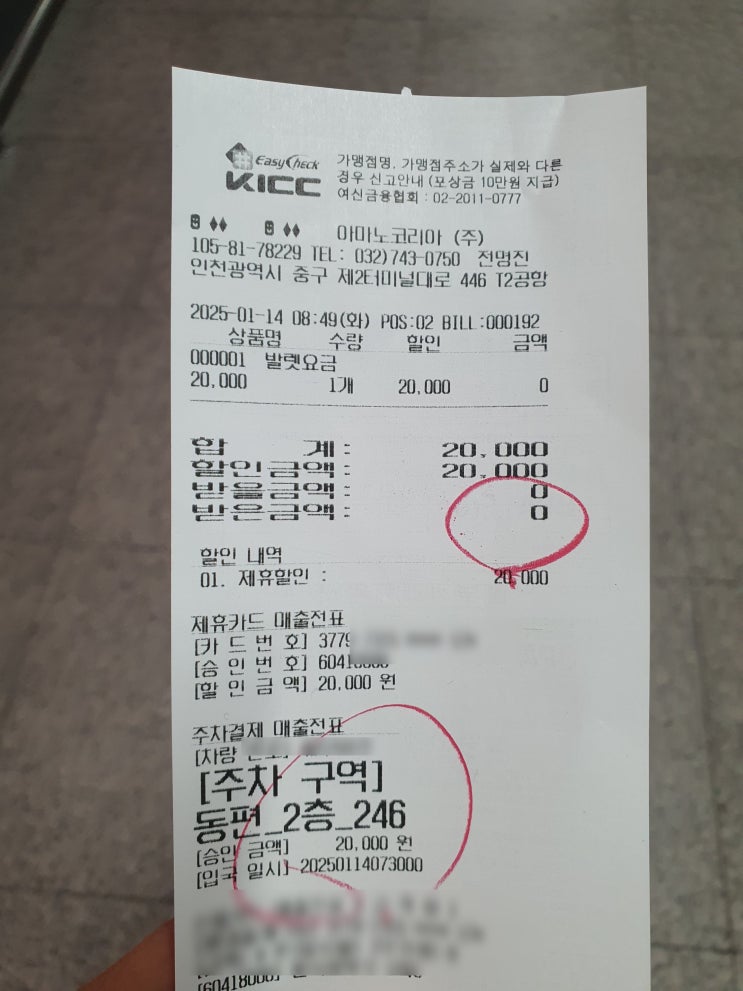 EasyCheck
KICC
가맹점명, 가맹점주소가 실제와 다른
경우 신고안내 (포상금 10만원 지급)
여신금융협회 : 02-2011-0777
아마노코리아 (주)
105-81-78229 TEL: 032)743-0750 전명진
인천광역시 중구 제2터미널대로 446 T2공항
2025-01-14 08:49(화) POS:02 BILL:000192
상품명 수량 할인 금액
000001 발렛요금
20,000 1개 20,000 0
합 계 : 20,000
할인금액: 20,000
받을금액: 0
받은금액: 0
할인 내역
01. 제휴할인 : 20,000
제휴카드 매출전표
[카 드 번 호] 3779
[승 인 번 호] 6041
[할 인 금 액] 20,000 원
주차결제 매출전표
[차량
[주차 구역]
동편_2층_246
[승인 금액] 20,000 원
[입국 일시] 20250114073000